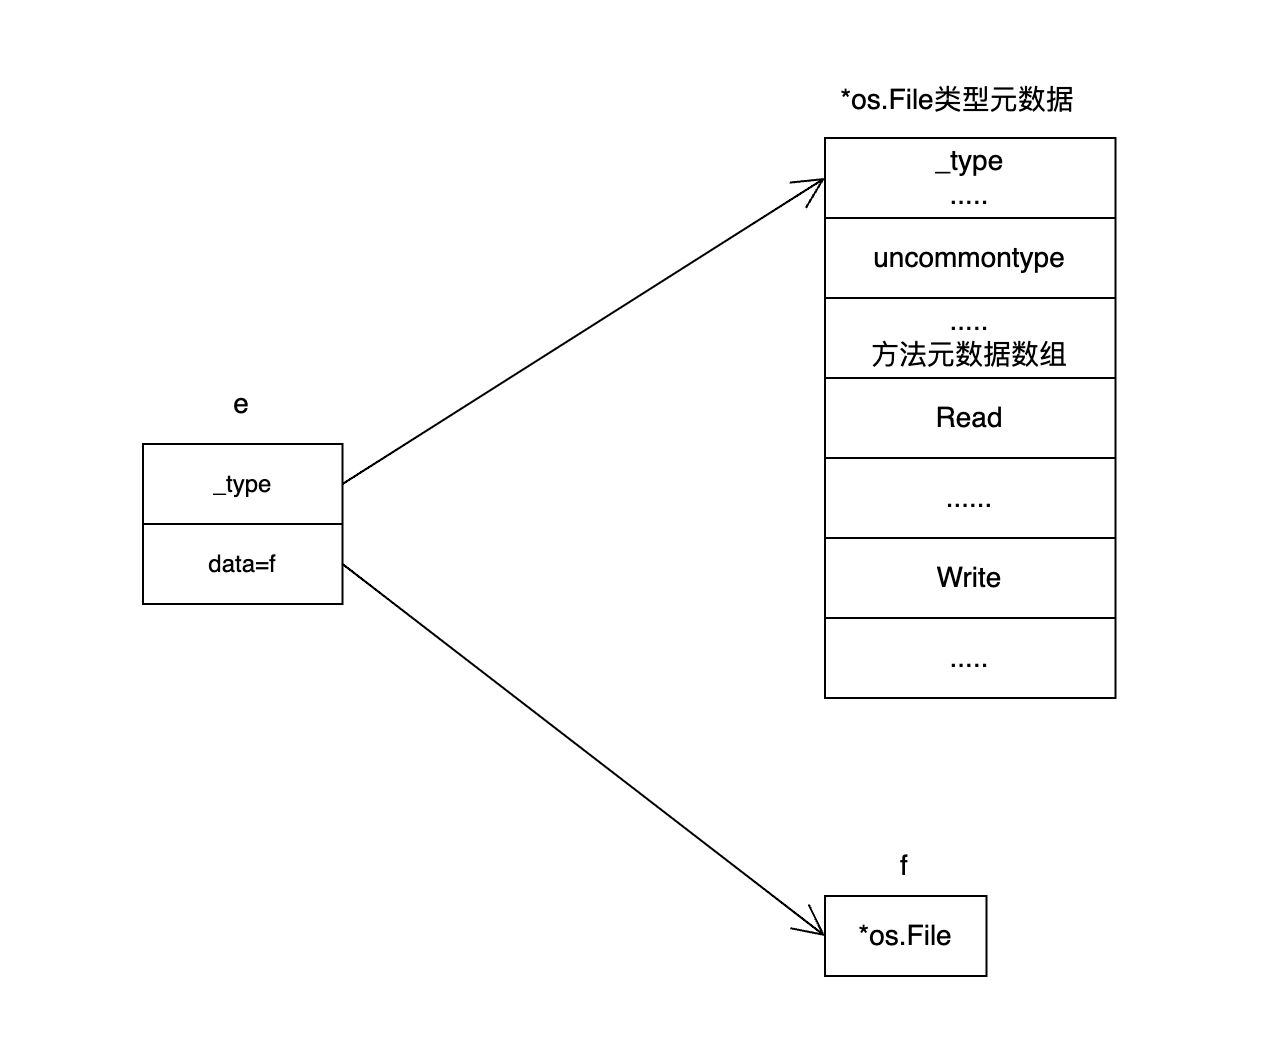 *os.File类型元数据
_type
.....
uncommontype
.....
方法元数据数组
Read
......
Write
.....
e
_type
data=f
f
*os.File